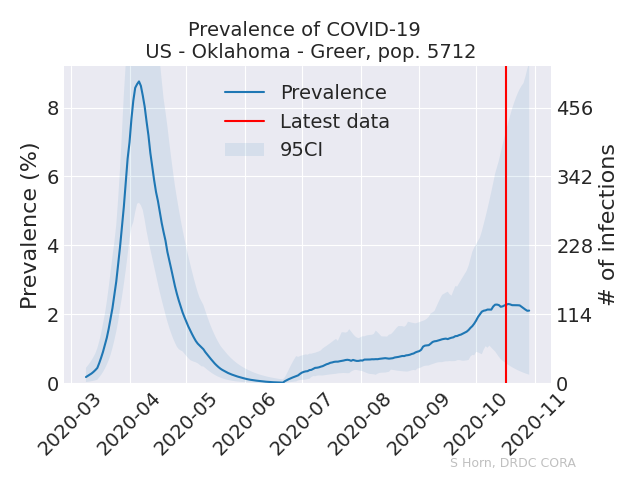 Prevalence of COVID-19
US - Oklahoma - Greer, pop. 5712
Prevalence
Latest data
95CI
Prevalence (%)
8
6
4
2
0
# of infections
456
342
228
114
0
2020-03
2020-04
2020-05
2020-06
2020-07
2020-08
2020-09
2020-10
2020-11
S Horn, DRDC CORA